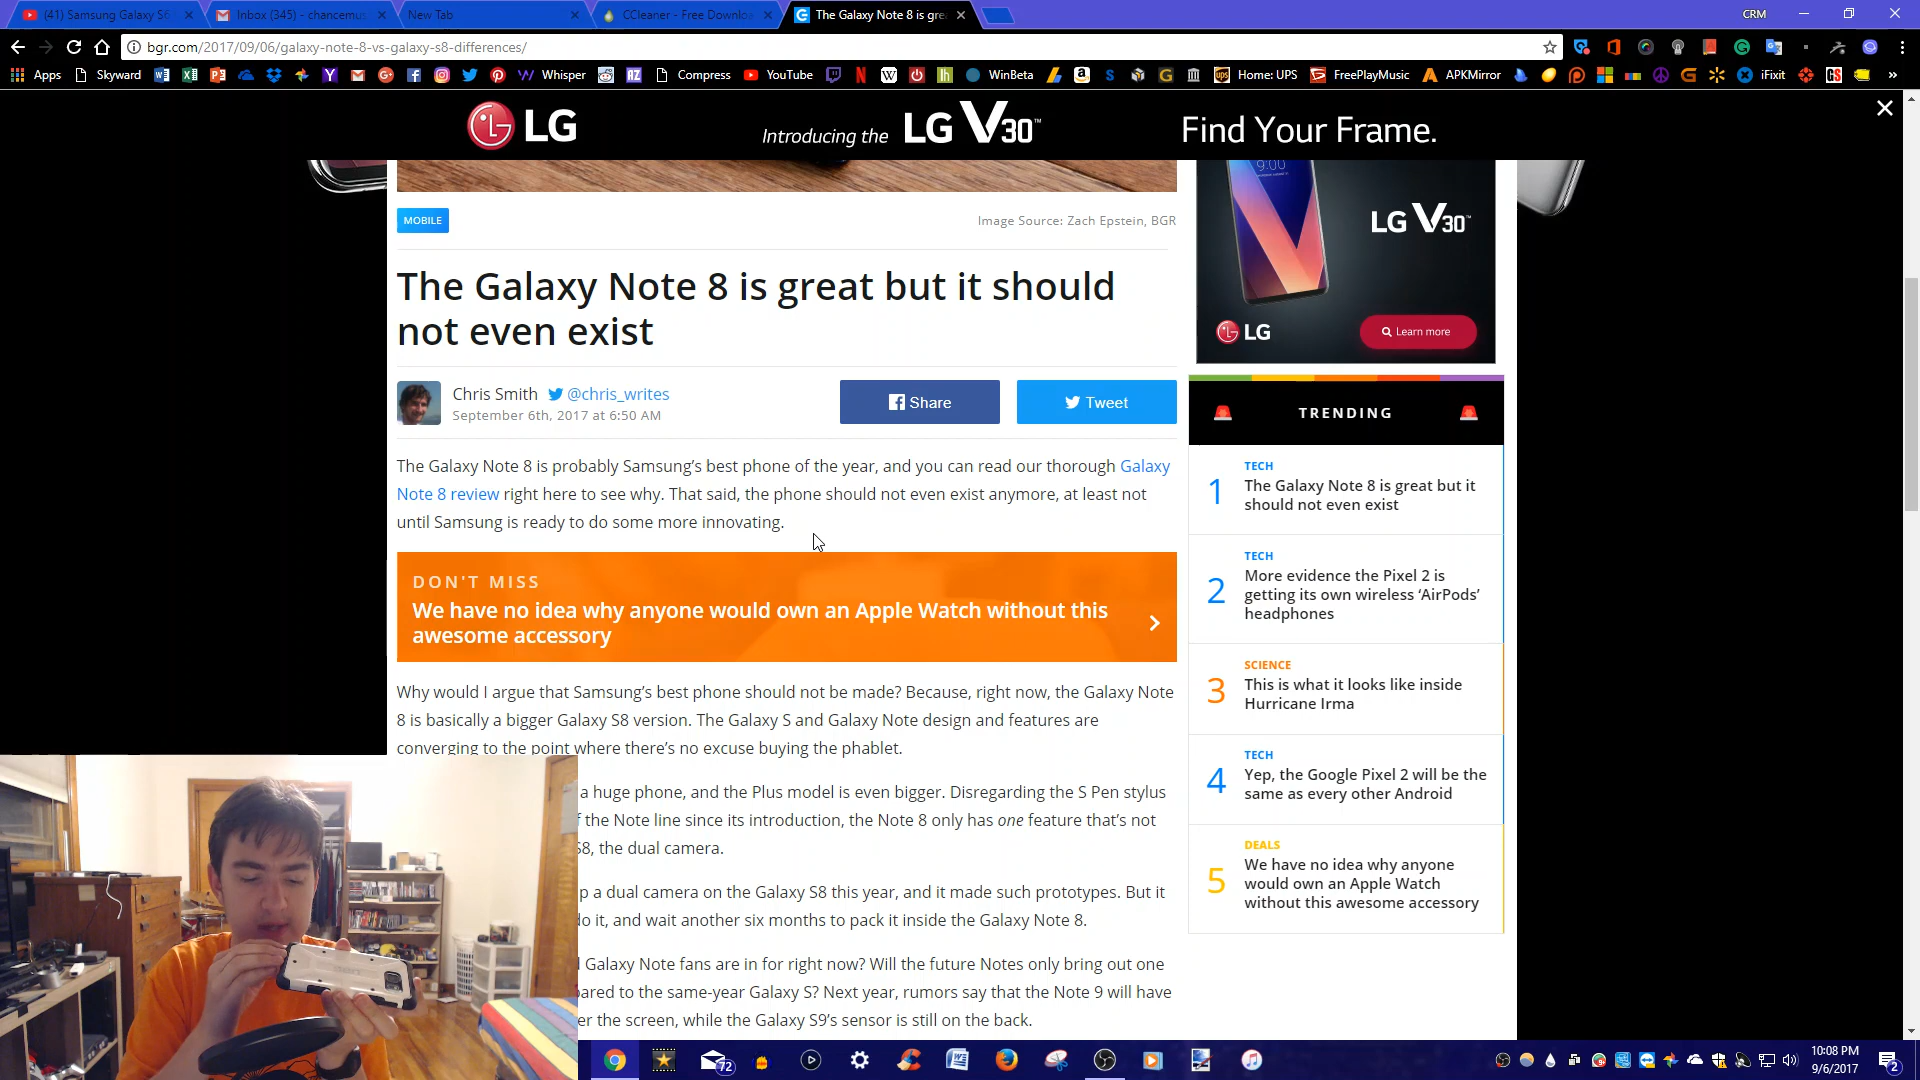 (41) Samsung Galaxy S6
Inbox (345) - chancemus
New Tab
CCleaner - Free Downloa
The Galaxy Note 8 is gre
CRM
bgr.com/2017/09/06/galaxy-note-8-vs-galaxy-s8-differences/
Apps
Skyward
Whisper
Compress
YouTube
WinBeta
Home: UPS
FreePlayMusic
APKMirror
iFixit
LG
Introducing the LG V30™
Find Your Frame.
9:00
LG V30™
LG
Learn more
MOBILE
Image Source: Zach Epstein, BGR
The Galaxy Note 8 is great but it should
not even exist
Chris Smith @chris_writes
September 6th, 2017 at 6:50 AM
Share
Tweet
The Galaxy Note 8 is probably Samsung’s best phone of the year, and you can read our thorough Galaxy
Note 8 review right here to see why. That said, the phone should not even exist anymore, at least not
until Samsung is ready to do some more innovating.
DON'T MISS
We have no idea why anyone would own an Apple Watch without this
awesome accessory
Why would I argue that Samsung’s best phone should not be made? Because, right now, the Galaxy Note
8 is basically a bigger Galaxy S8 version. The Galaxy S and Galaxy Note design and features are
converging to the point where there’s no excuse buying the phablet.
a huge phone, and the Plus model is even bigger. Disregarding the S Pen stylus
f the Note line since its introduction, the Note 8 only has one feature that’s not
S8, the dual camera.
p a dual camera on the Galaxy S8 this year, and it made such prototypes. But it
o it, and wait another six months to pack it inside the Galaxy Note 8.
Galaxy Note fans are in for right now? Will the future Notes only bring out one
ared to the same-year Galaxy S? Next year, rumors say that the Note 9 will have
er the screen, while the Galaxy S9’s sensor is still on the back.
TRENDING
1
TECH
The Galaxy Note 8 is great but it
should not even exist
2
TECH
More evidence the Pixel 2 is
getting its own wireless ‘AirPods’
headphones
3
SCIENCE
This is what it looks like inside
Hurricane Irma
4
TECH
Yep, the Google Pixel 2 will be the
same as every other Android
5
DEALS
We have no idea why anyone
would own an Apple Watch
without this awesome accessory
72
10:08 PM
9/6/2017
2